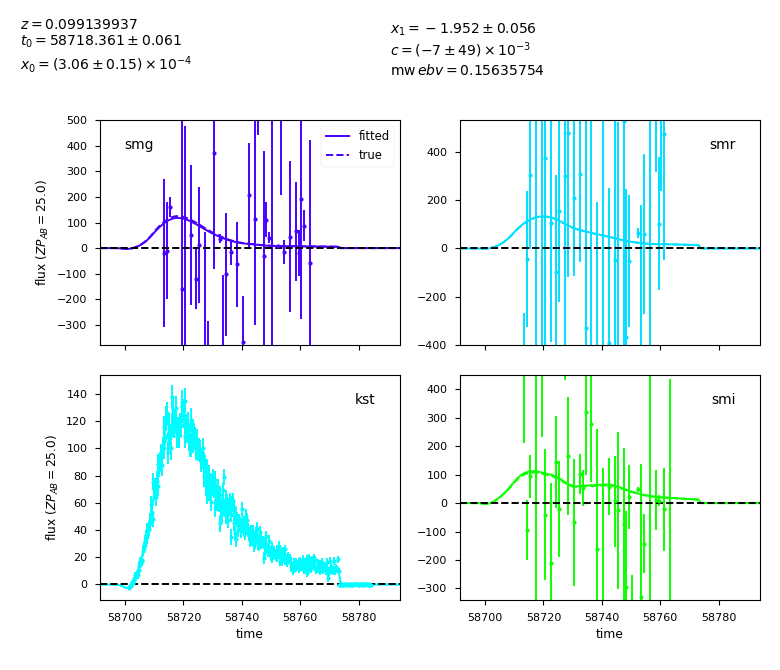 z = 0.099139937
t₀ = 58718.361 ± 0.061
x₀ = (3.06 ± 0.15) × 10⁻⁴
x₁ = −1.952 ± 0.056
c = (−7 ± 49) × 10⁻³
mw ebv = 0.15635754
smg
fitted
true
500
400
300
200
100
0
−100
−200
−300
flux (ZP_AB = 25.0)
smr
400
200
0
−200
−400
kst
140
120
100
80
60
40
20
0
flux (ZP_AB = 25.0)
58700 58720 58740 58760 58780
time
smi
400
300
200
100
0
−100
−200
−300
58700 58720 58740 58760 58780
time